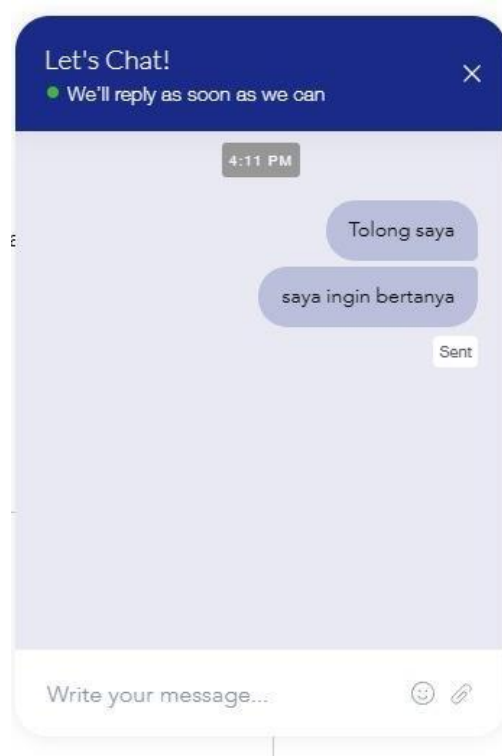 Let's Chat!
We'll reply as soon as we can
4:11 PM
Tolong saya
saya ingin bertanya
Sent
Write your message...